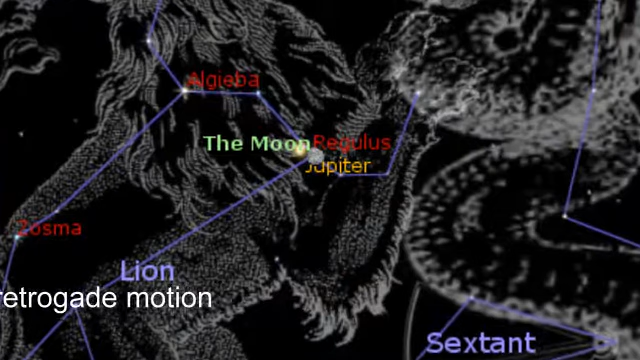 Algieba
The Moon Regulus
Jupiter
Zosma
Lion
retrogade motion
Sextant